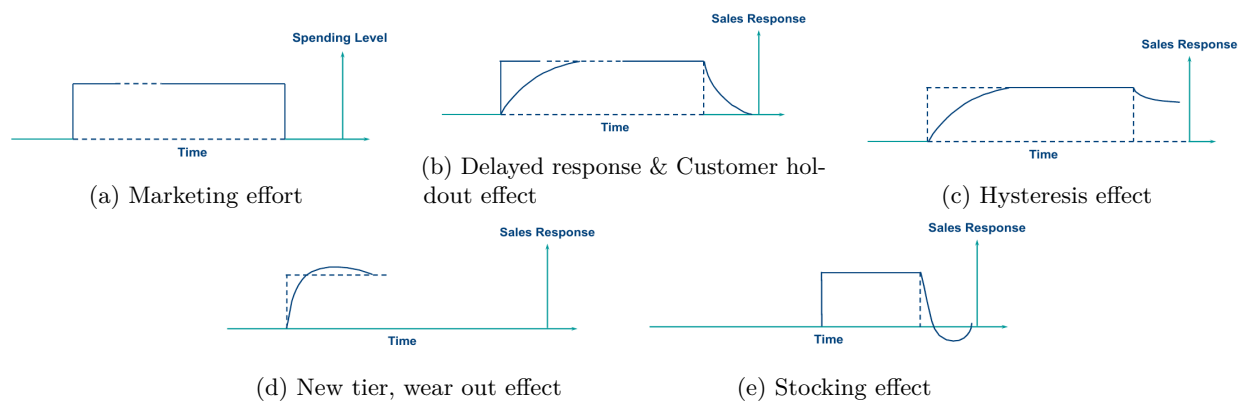 Spending Level
Time
(a) Marketing effort
Sales Response
Time
(b) Delayed response & Customer hol-
dout effect
Sales Response
Time
(c) Hysteresis effect
Sales Response
Time
(d) New tier, wear out effect
Sales Response
Time
(e) Stocking effect